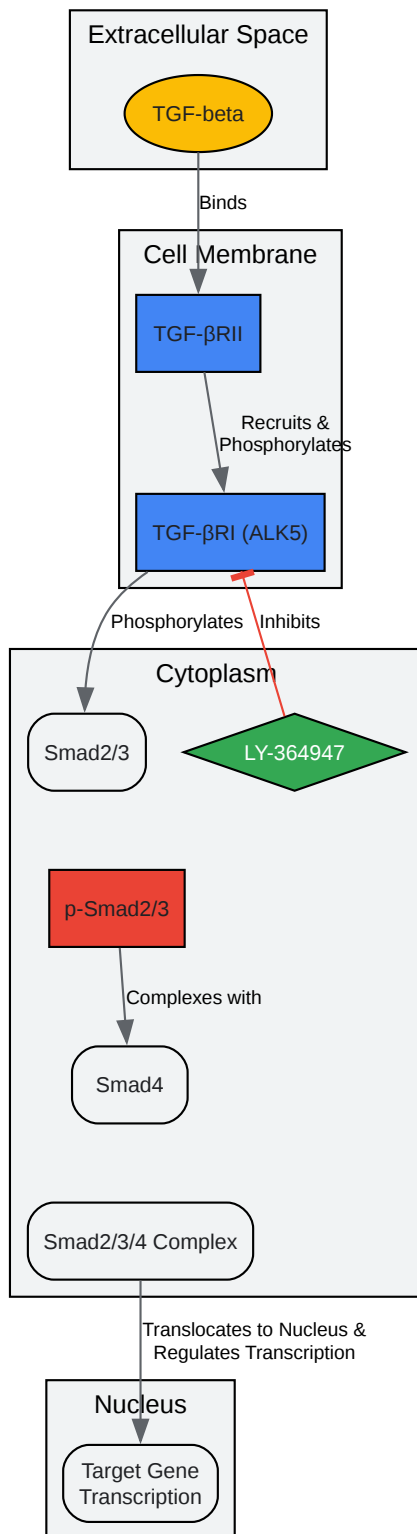 Extracellular Space
TGF-beta
Binds
Cell Membrane
TGF-βRII
Recruits &
Phosphorylates
TGF-βRI (ALK5)
Phosphorylates
Inhibits
Cytoplasm
Smad2/3
LY-364947
p-Smad2/3
Complexes with
Smad4
Smad2/3/4 Complex
Translocates to Nucleus &
Regulates Transcription
Nucleus
Target Gene
Transcription